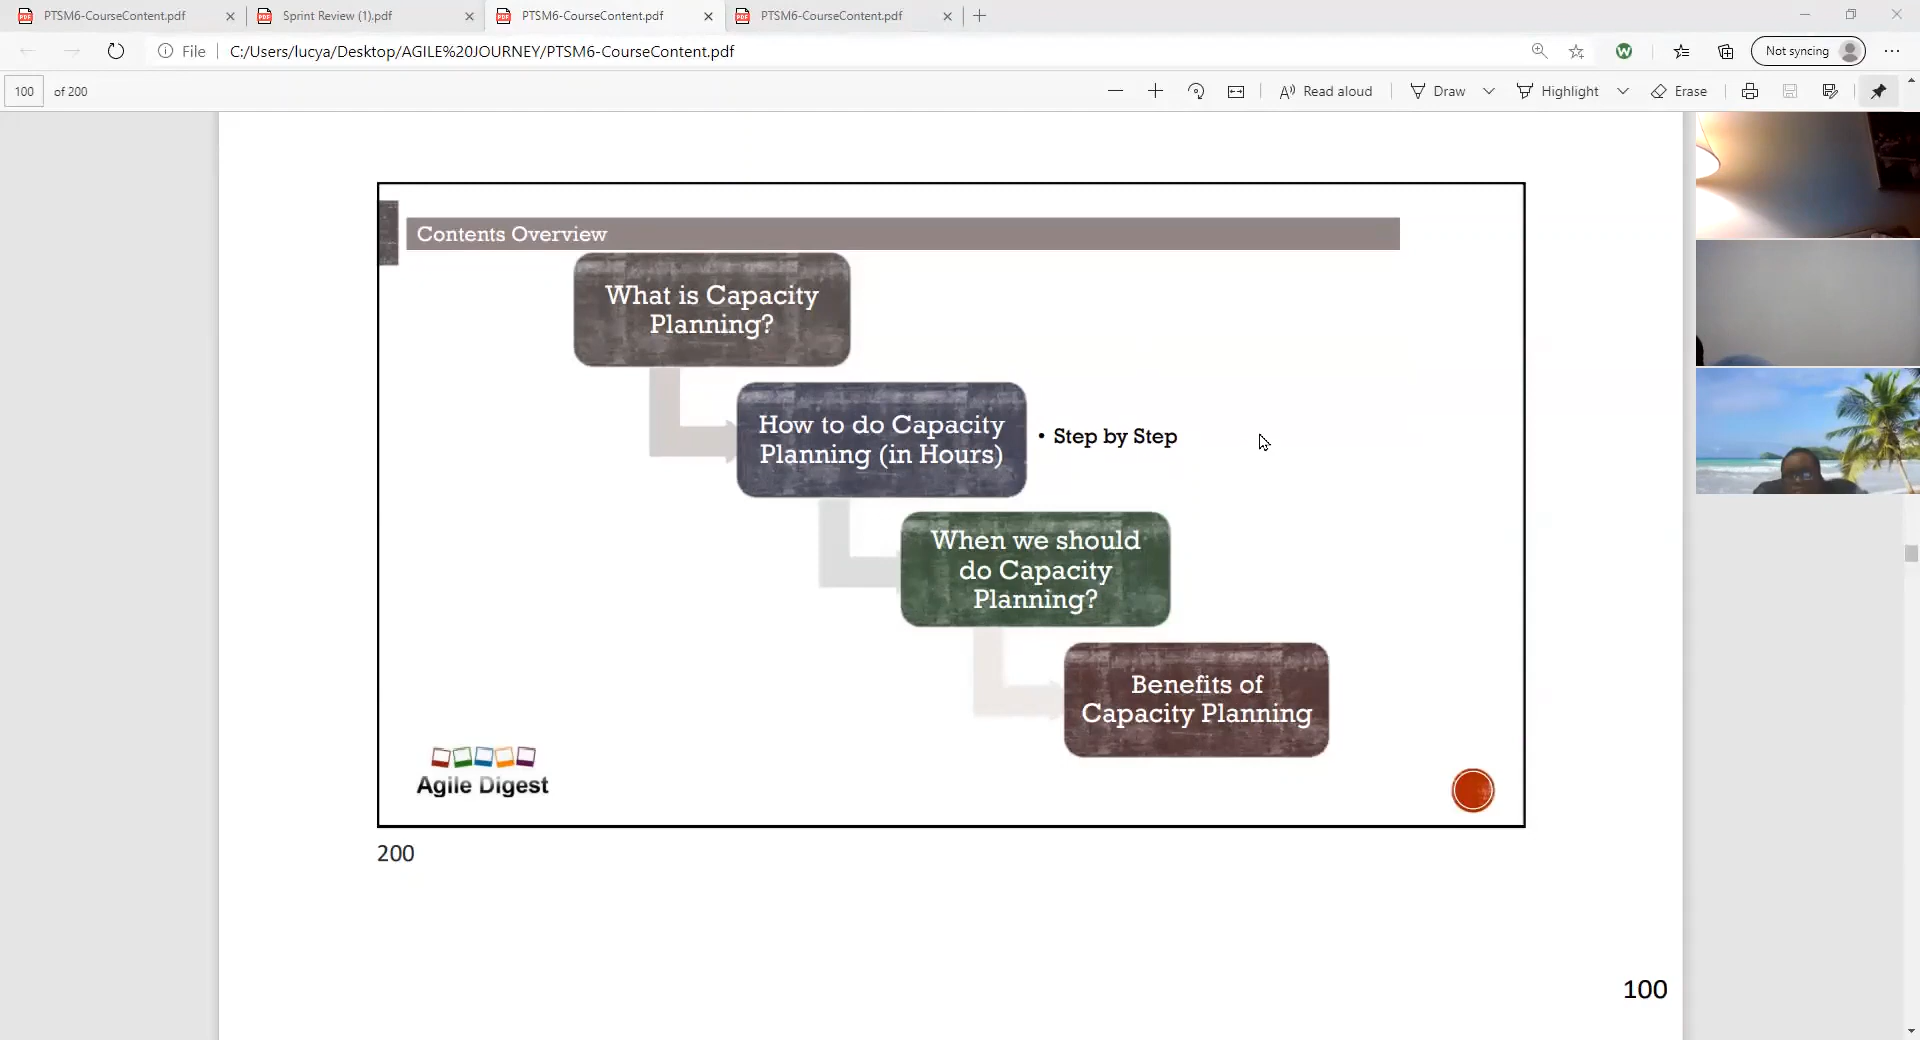 PTSM6-CourseContent.pdf
Sprint Review (1).pdf
PTSM6-CourseContent.pdf
PTSM6-CourseContent.pdf
File
C:/Users/lucya/Desktop/AGILE%20JOURNEY/PTSM6-CourseContent.pdf
Not syncing
100
of 200
Read aloud
Draw
Highlight
Erase
Contents Overview
What is Capacity
Planning?
How to do Capacity
Planning (in Hours)
• Step by Step
When we should
do Capacity
Planning?
Benefits of
Capacity Planning
Agile Digest
200
100